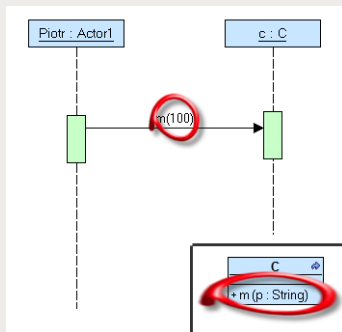 Piotr : Actor1
c : C
m(100)
C
+ m (p : String)